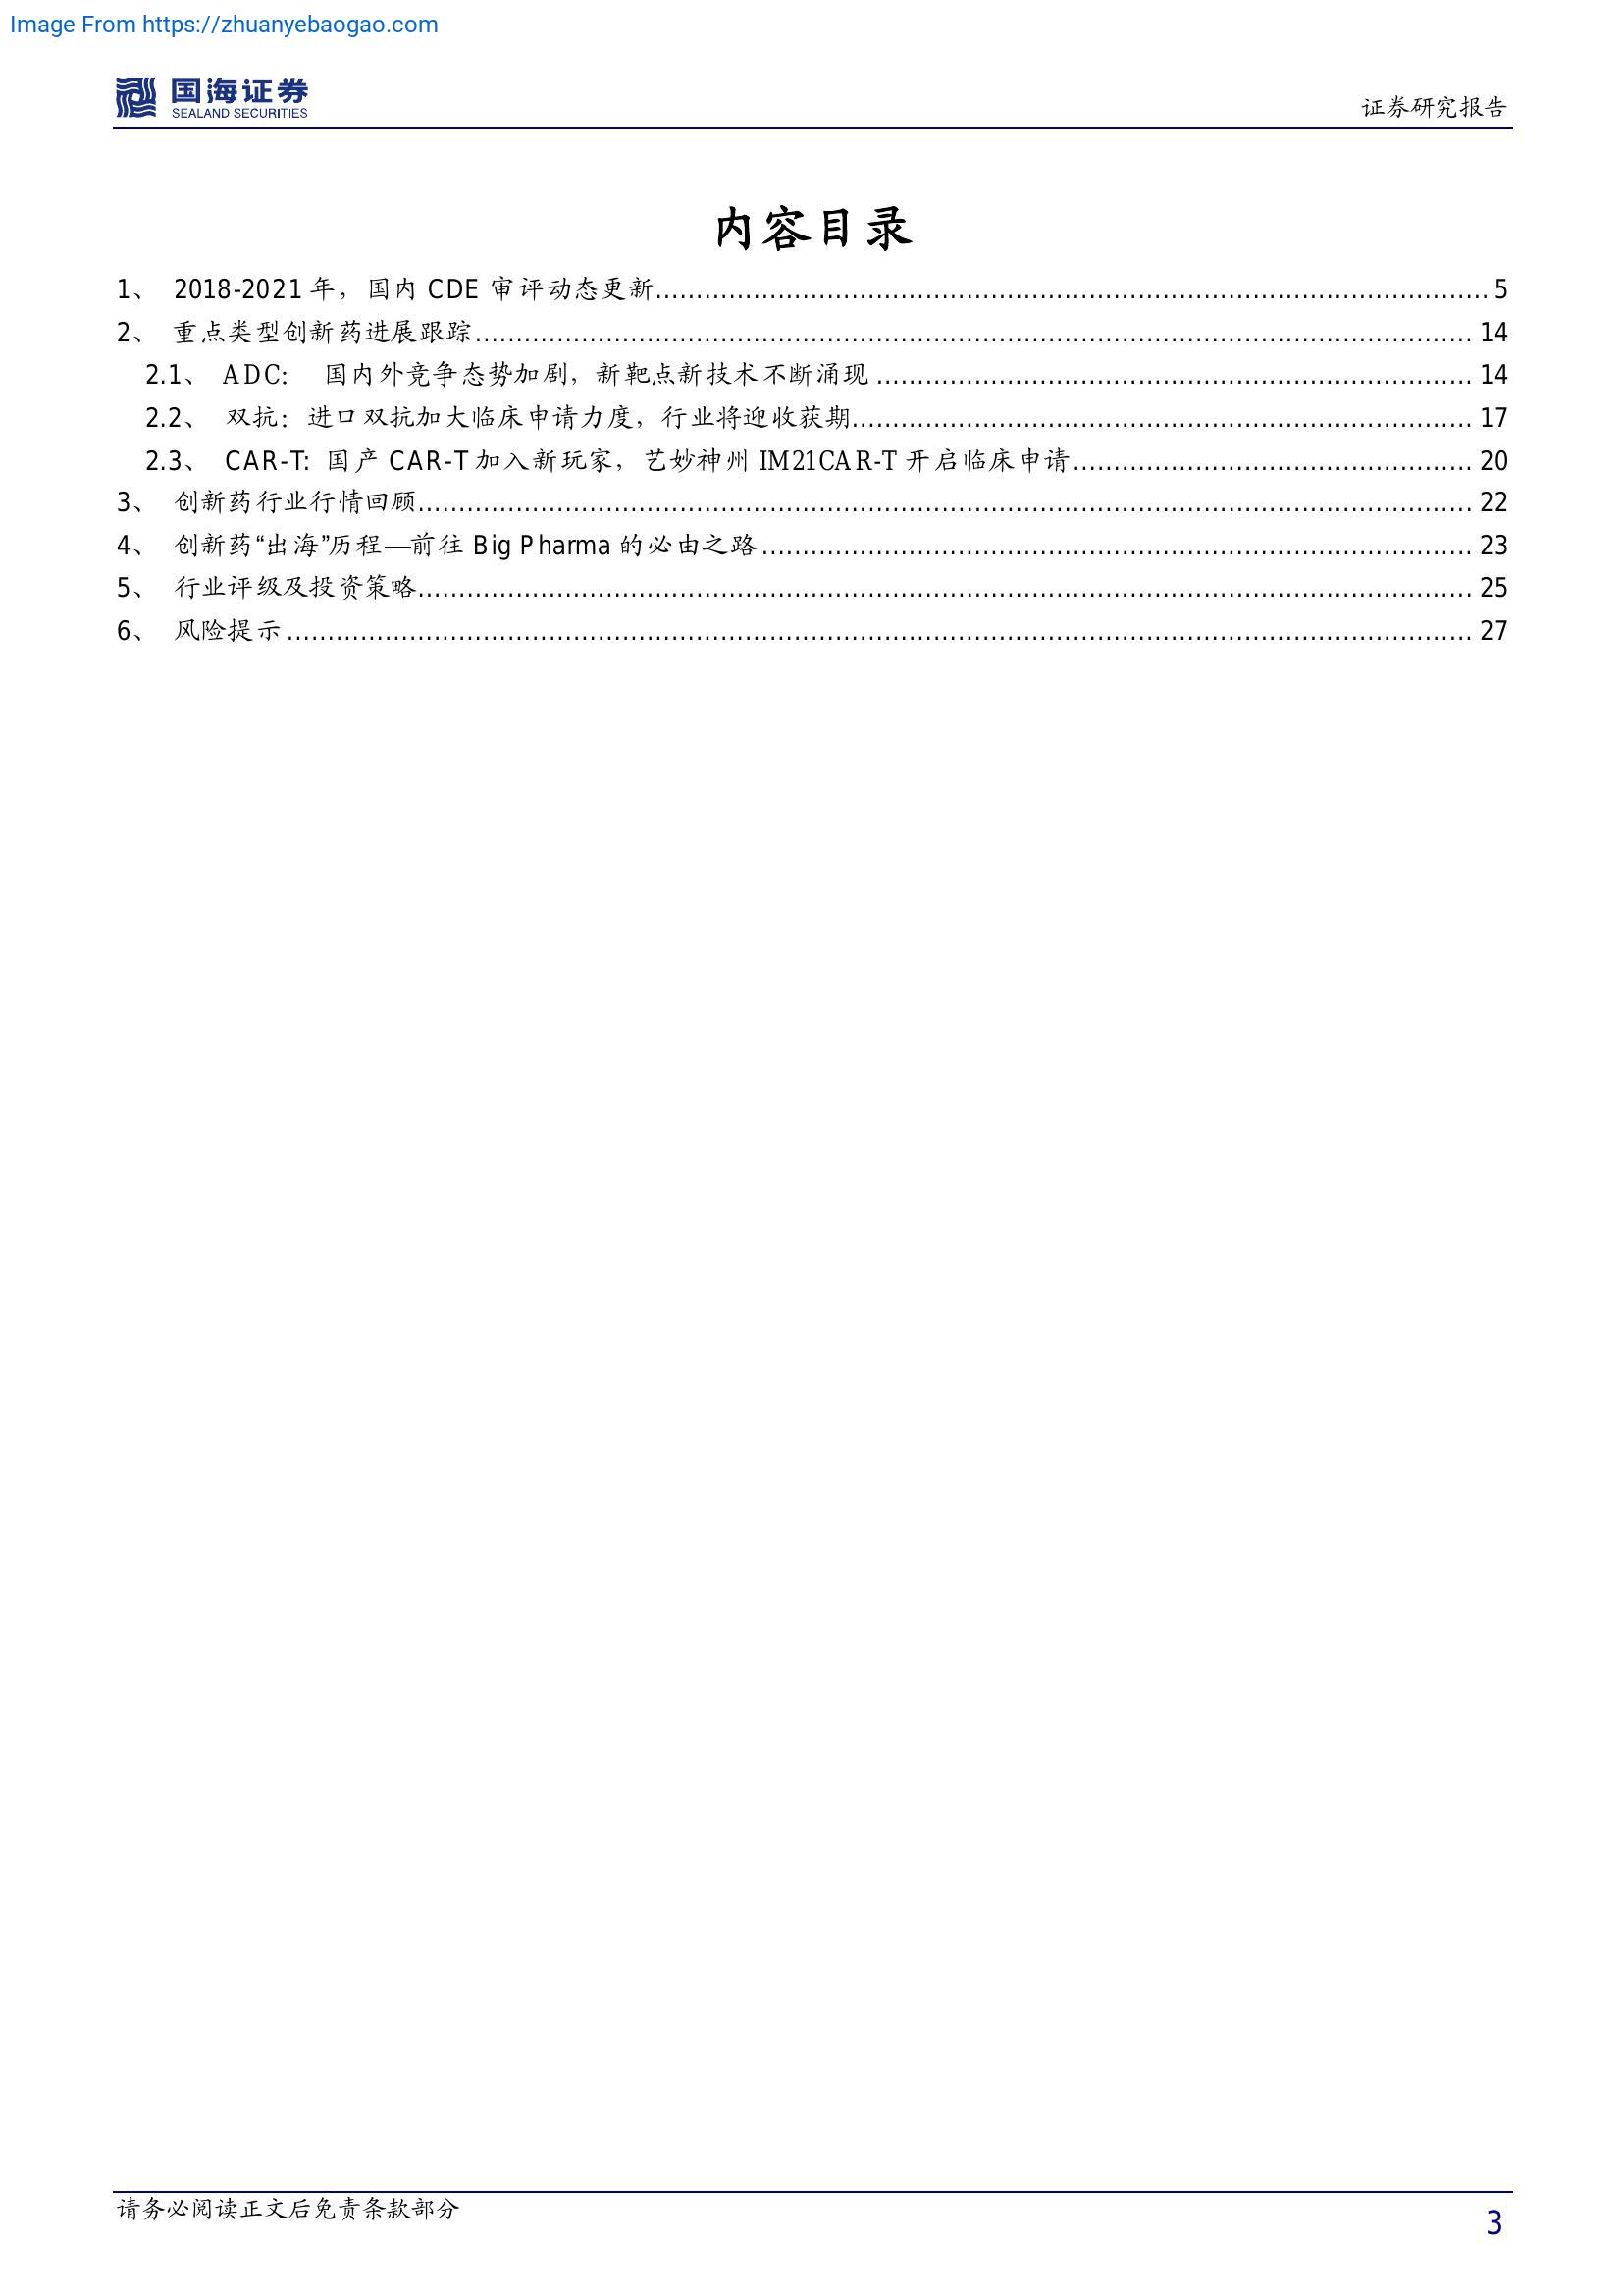 Image From https://zhuanyebaogao.com
国海证券
SEALAND SECURITIES
证券研究报告
内容目录
1、 2018-2021 年，国内 CDE 审评动态更新................................................................5
2、 重点类型创新药进展跟踪................................................................14
2.1、 ADC： 国内外竞争态势加剧，新靶点新技术不断涌现................................................................14
2.2、 双抗：进口双抗加大临床申请力度，行业将迎收获期................................................................17
2.3、 CAR-T: 国产 CAR-T 加入新玩家，艺妙神州 IM21CAR-T 开启临床申请................................................................20
3、 创新药行业行情回顾................................................................22
4、 创新药“出海”历程—前往 Big Pharma 的必由之路................................................................23
5、 行业评级及投资策略................................................................25
6、 风险提示................................................................27
请务必阅读正文后免责条款部分
3